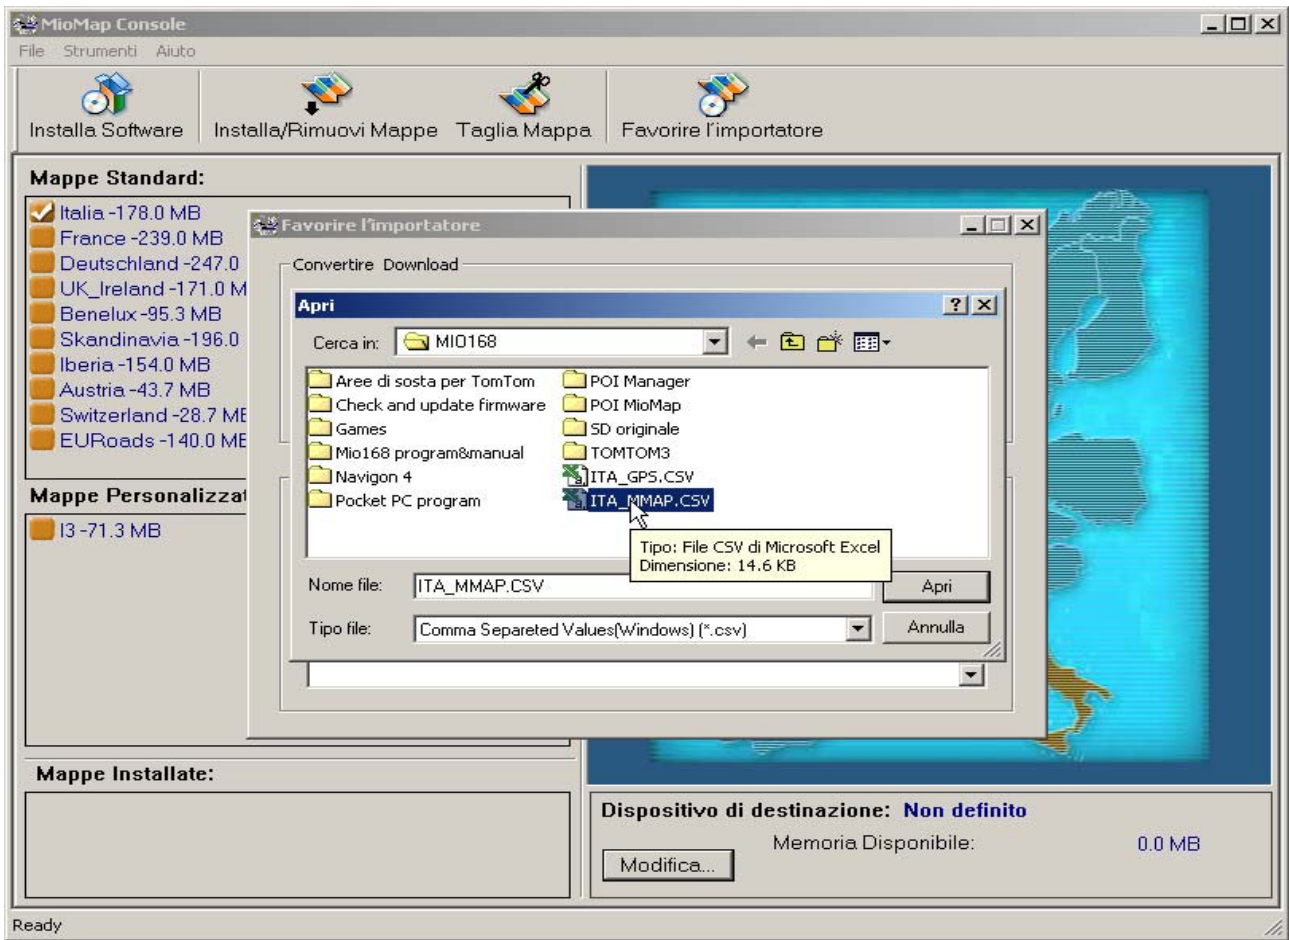 MioMap Console
File Strumenti Aiuto
Installa Software Installa/Rimuovi Mappe Taglia Mappa Favorire l'importatore
Mappe Standard:
Italia -178.0 MB
France -239.0 MB
Deutschland -247.0
UK_Ireland -171.0 M
Benelux -95.3 MB
Skandinavia -196.0
Iberia -154.0 MB
Austria -43.7 MB
Switzerland -28.7 ME
EURoads -140.0 ME
Mappe Personalizzat
I3 -71.3 MB
Mappe Installate:
Favorire l'importatore
Convertire Download
Apri
Cerca in: MIO168
Aree di sosta per TomTom
Check and update firmware
Games
Mio168 program&manual
Navigon 4
Pocket PC program
POI Manager
POI MioMap
SD originale
TOMTOM3
ITA_GPS.CSV
ITA_MMAP.CSV
Tipo: File CSV di Microsoft Excel
Dimensione: 14.6 KB
Nome file: ITA_MMAP.CSV Apri
Tipo file: Comma Separeted Values(Windows) (*.csv) Annulla
Dispositivo di destinazione: Non definito
Memoria Disponibile: 0.0 MB
Modifica...
Ready